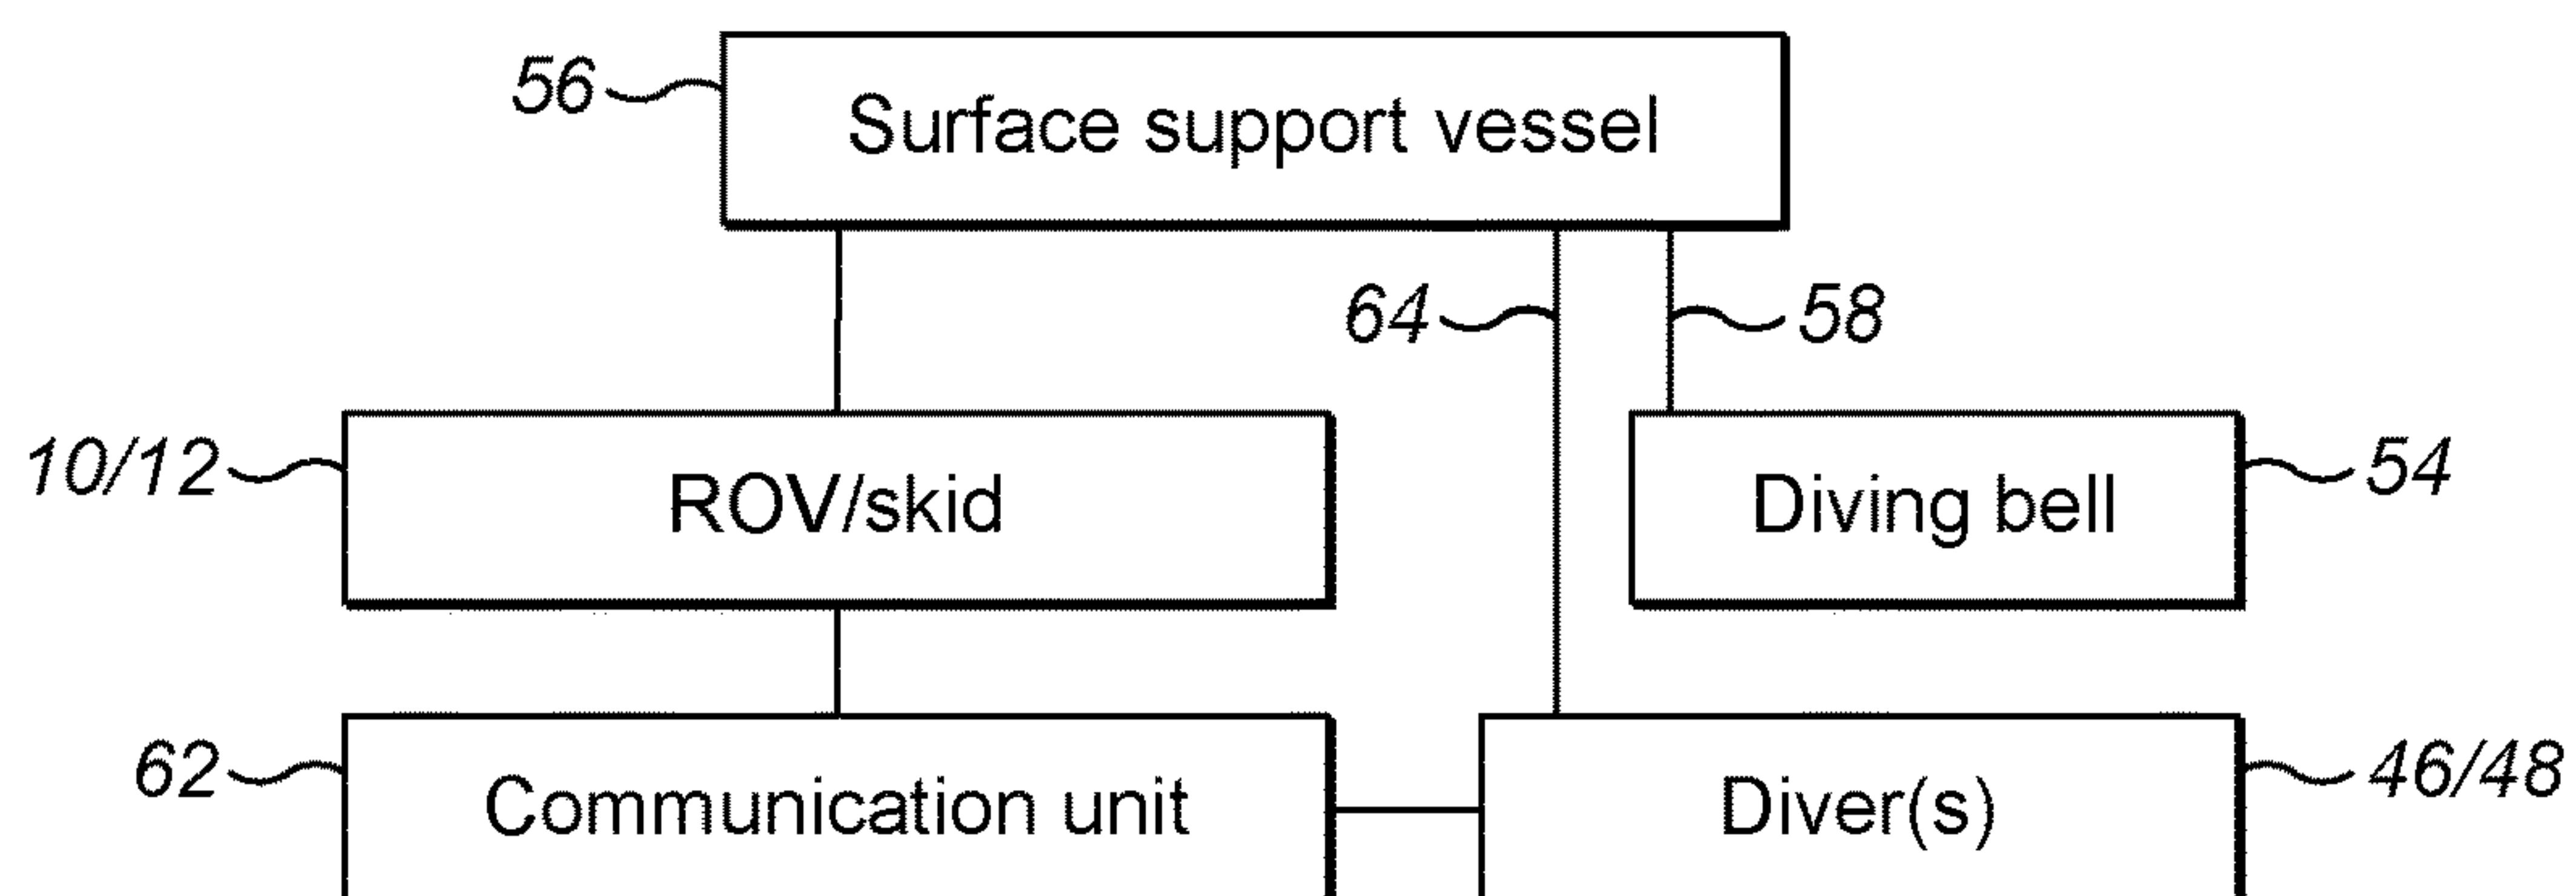 56 Surface support vessel
64 58
10/12 ROV/skid Diving bell 54
62 Communication unit Diver(s) 46/48